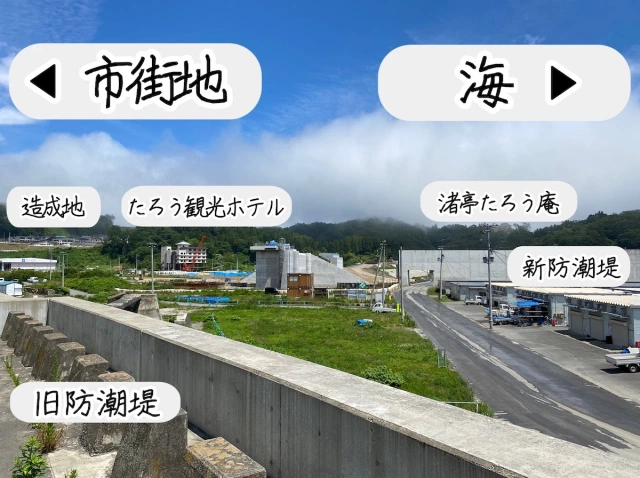 ◀ 市街地
海 ▶
造成地
たろう観光ホテル
渚亭たろう庵
新防潮堤
旧防潮堤